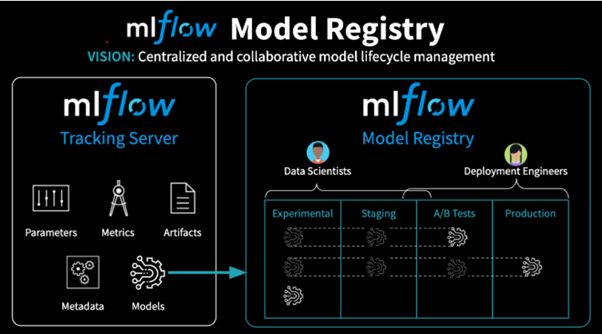 mlflow Model Registry
VISION: Centralized and collaborative model lifecycle management
mlflow
Tracking Server
Parameters
Metrics
Artifacts
Metadata
Models
mlflow
Model Registry
Data Scientists
Deployment Engineers
Experimental
Staging
A/B Tests
Production